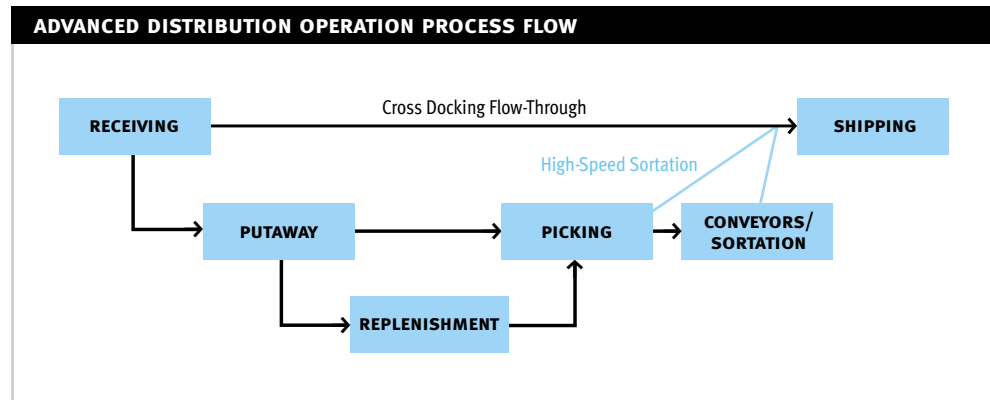 ADVANCED DISTRIBUTION OPERATION PROCESS FLOW
Cross Docking Flow-Through
RECEIVING
SHIPPING
High-Speed Sortation
PUTAWAY
PICKING
CONVEYORS/
SORTATION
REPLENISHMENT